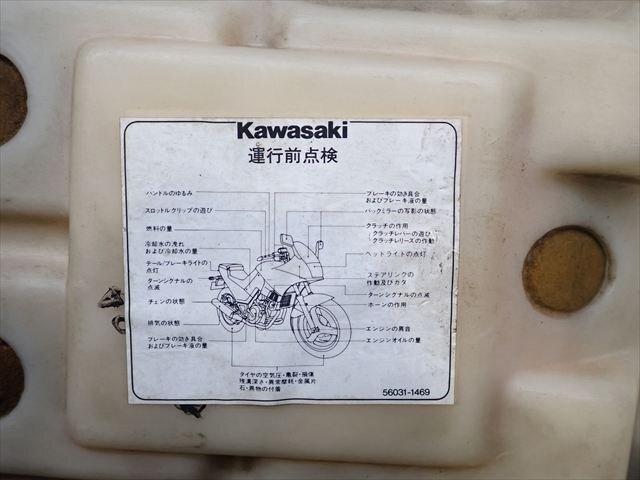 Kawasaki
運行前点検
ハンドルのゆるみ
スロットルグリップの遊び
燃料の量
冷却水の洩れ
および冷却水の量
テール/ブレーキライトの
点灯
ターンシグナルの
点滅
チェンの状態
排気の状態
ブレーキの効き具合
およびブレーキ液の量
ブレーキの効き具合
およびブレーキ液の量
バックミラーの写影の状態
クラッチの作用
クラッチレバーの遊び
クラッチレリーズの作動
ヘッドライトの点灯
ステアリングの
作動及びガタ
ターンシグナルの点滅
ホーンの作用
エンジンの異音
エンジンオイルの量
タイヤの空気圧・亀裂・損傷
残溝深さ・異常摩耗・金属片
石・異物の付着
56031-1469